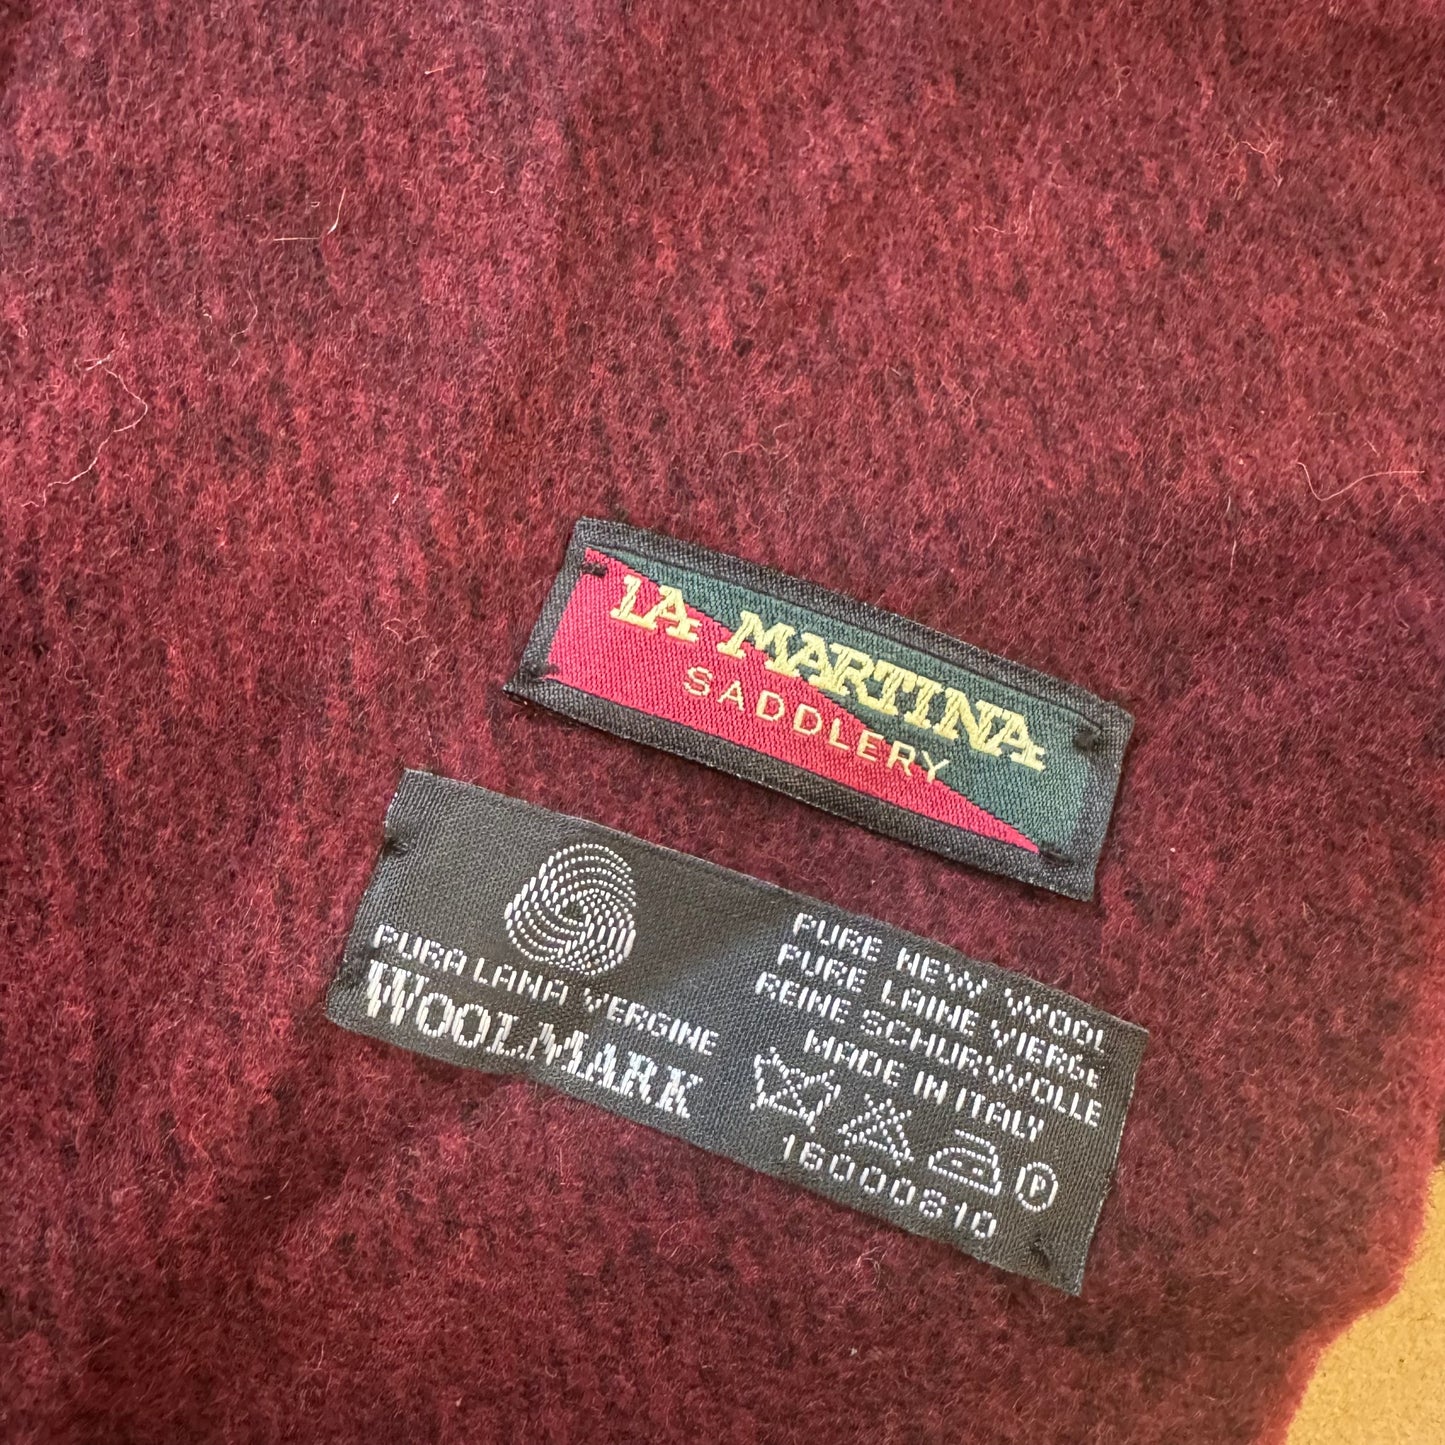 LA MARTINA
SADDLERY
PURA LANA VERGINE
WOOLMARK
PURE NEW WOOL
PURE LAINE VIERGE
REINE SCHURWOLLE
MADE IN ITALY
P
16000810